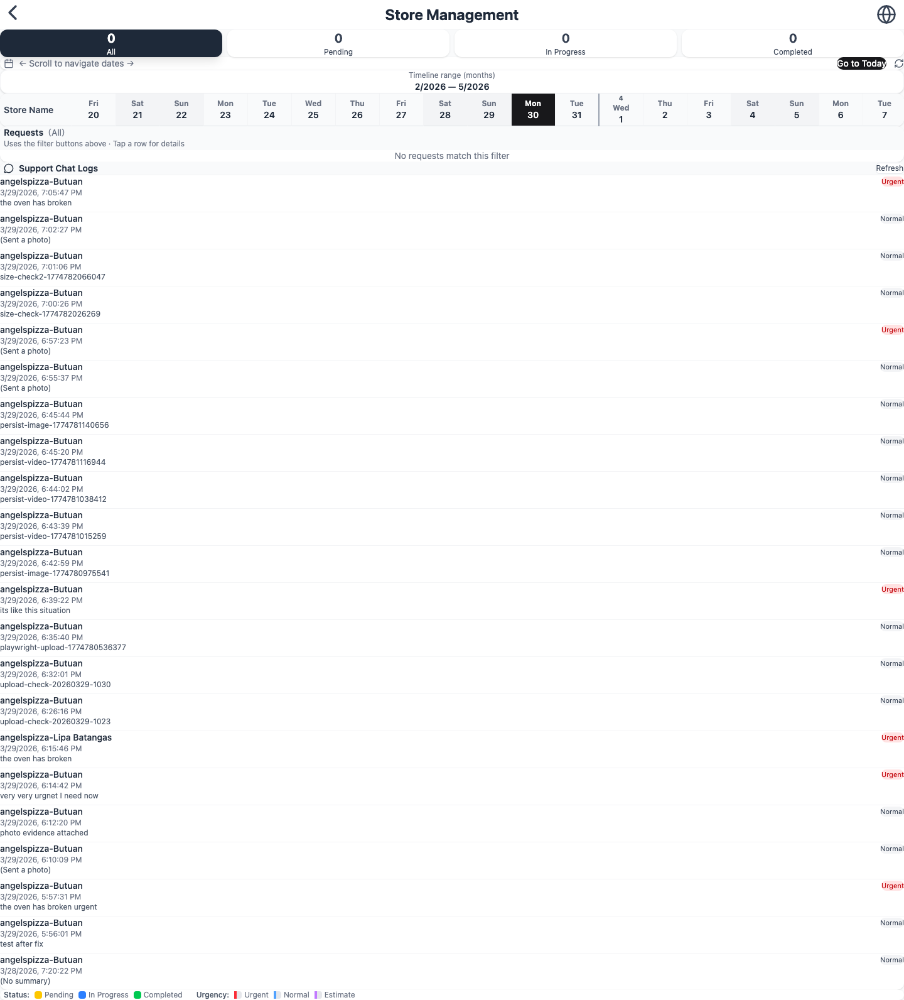 Store Management
0
All
0
Pending
0
In Progress
0
Completed
← Scroll to navigate dates →
Go to Today
Timeline range (months)
2/2026 — 5/2026
Store Name
Fri
20
Sat
21
Sun
22
Mon
23
Tue
24
Wed
25
Thu
26
Fri
27
Sat
28
Sun
29
Mon
30
Tue
31
4
Wed
1
Thu
2
Fri
3
Sat
4
Sun
5
Mon
6
Tue
7
Requests (All)
Uses the filter buttons above · Tap a row for details
No requests match this filter
Support Chat Logs
Refresh
angelspizza-Butuan
Urgent
3/29/2026, 7:05:47 PM
the oven has broken
angelspizza-Butuan
Normal
3/29/2026, 7:02:27 PM
(Sent a photo)
angelspizza-Butuan
Normal
3/29/2026, 7:01:06 PM
size-check2-1774782066047
angelspizza-Butuan
Normal
3/29/2026, 7:00:26 PM
size-check-1774782026269
angelspizza-Butuan
Urgent
3/29/2026, 6:57:23 PM
(Sent a photo)
angelspizza-Butuan
Normal
3/29/2026, 6:55:37 PM
(Sent a photo)
angelspizza-Butuan
Normal
3/29/2026, 6:45:44 PM
persist-image-1774781140656
angelspizza-Butuan
Normal
3/29/2026, 6:45:20 PM
persist-video-1774781116944
angelspizza-Butuan
Normal
3/29/2026, 6:44:02 PM
persist-video-1774781038412
angelspizza-Butuan
Normal
3/29/2026, 6:43:39 PM
persist-video-1774781015259
angelspizza-Butuan
Normal
3/29/2026, 6:42:59 PM
persist-image-1774780975541
angelspizza-Butuan
Urgent
3/29/2026, 6:39:22 PM
its like this situation
angelspizza-Butuan
Normal
3/29/2026, 6:35:40 PM
playwright-upload-1774780536377
angelspizza-Butuan
Normal
3/29/2026, 6:32:01 PM
upload-check-20260329-1030
angelspizza-Butuan
Normal
3/29/2026, 6:26:16 PM
upload-check-20260329-1023
angelspizza-Lipa Batangas
Urgent
3/29/2026, 6:15:46 PM
the oven has broken
angelspizza-Butuan
Urgent
3/29/2026, 6:14:42 PM
very very urgnet I need now
angelspizza-Butuan
Normal
3/29/2026, 6:12:20 PM
photo evidence attached
angelspizza-Butuan
Normal
3/29/2026, 6:10:09 PM
(Sent a photo)
angelspizza-Butuan
Urgent
3/29/2026, 5:57:31 PM
the oven has broken urgent
angelspizza-Butuan
Normal
3/29/2026, 5:56:01 PM
test after fix
angelspizza-Butuan
Normal
3/28/2026, 7:20:22 PM
(No summary)
Status: Pending In Progress Completed Urgency: Urgent Normal Estimate